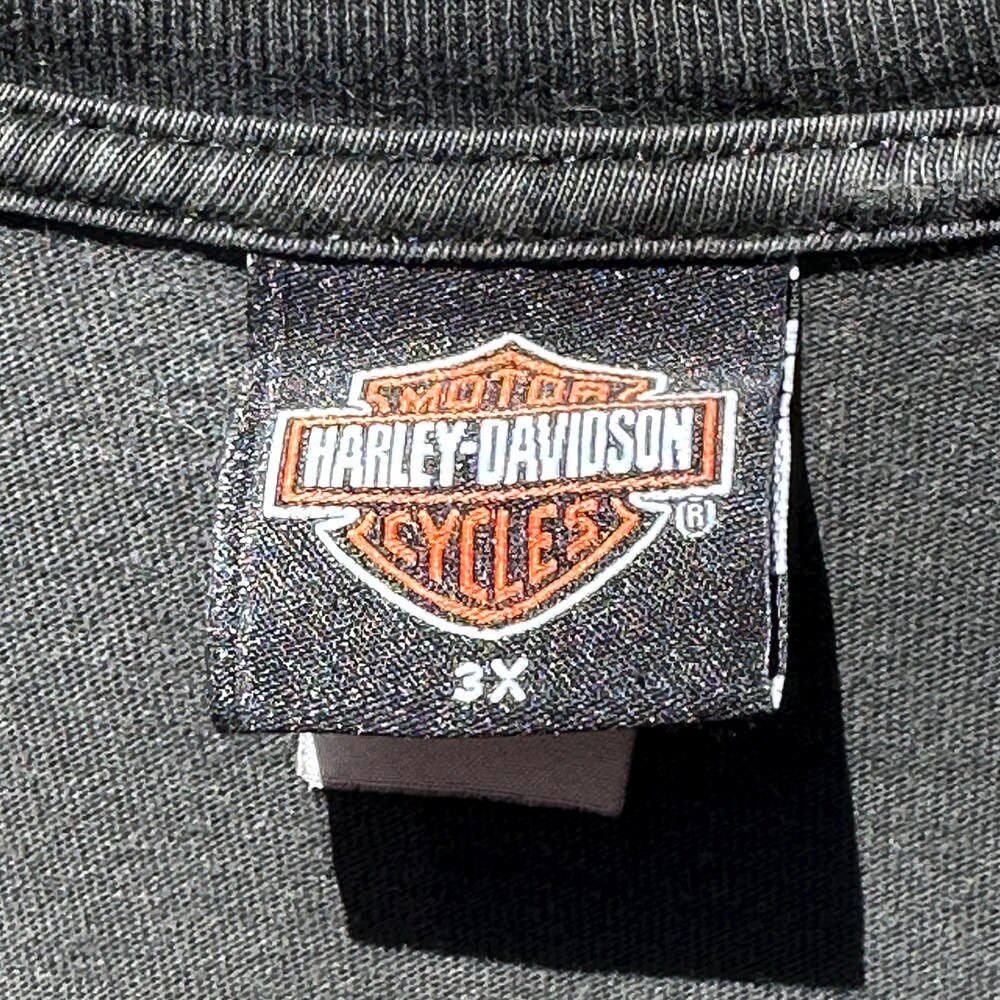 MOTOR
HARLEY-DAVIDSON
CYCLES
®
3X